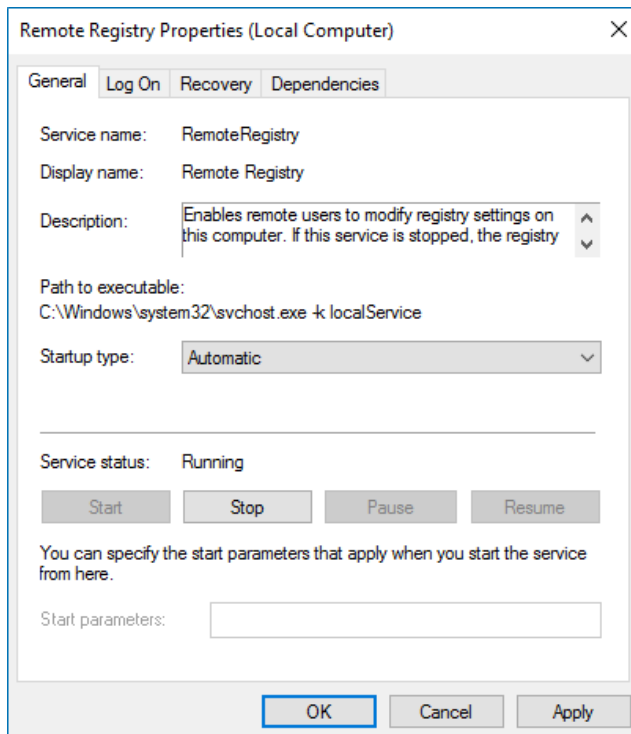 Remote Registry Properties (Local Computer)
General Log On Recovery Dependencies
Service name: RemoteRegistry
Display name: Remote Registry
Description: Enables remote users to modify registry settings on
this computer. If this service is stopped, the registry
Path to executable:
C:\Windows\system32\svchost.exe -k localService
Startup type: Automatic
Service status: Running
Start Stop Pause Resume
You can specify the start parameters that apply when you start the service
from here.
Start parameters:
OK Cancel Apply